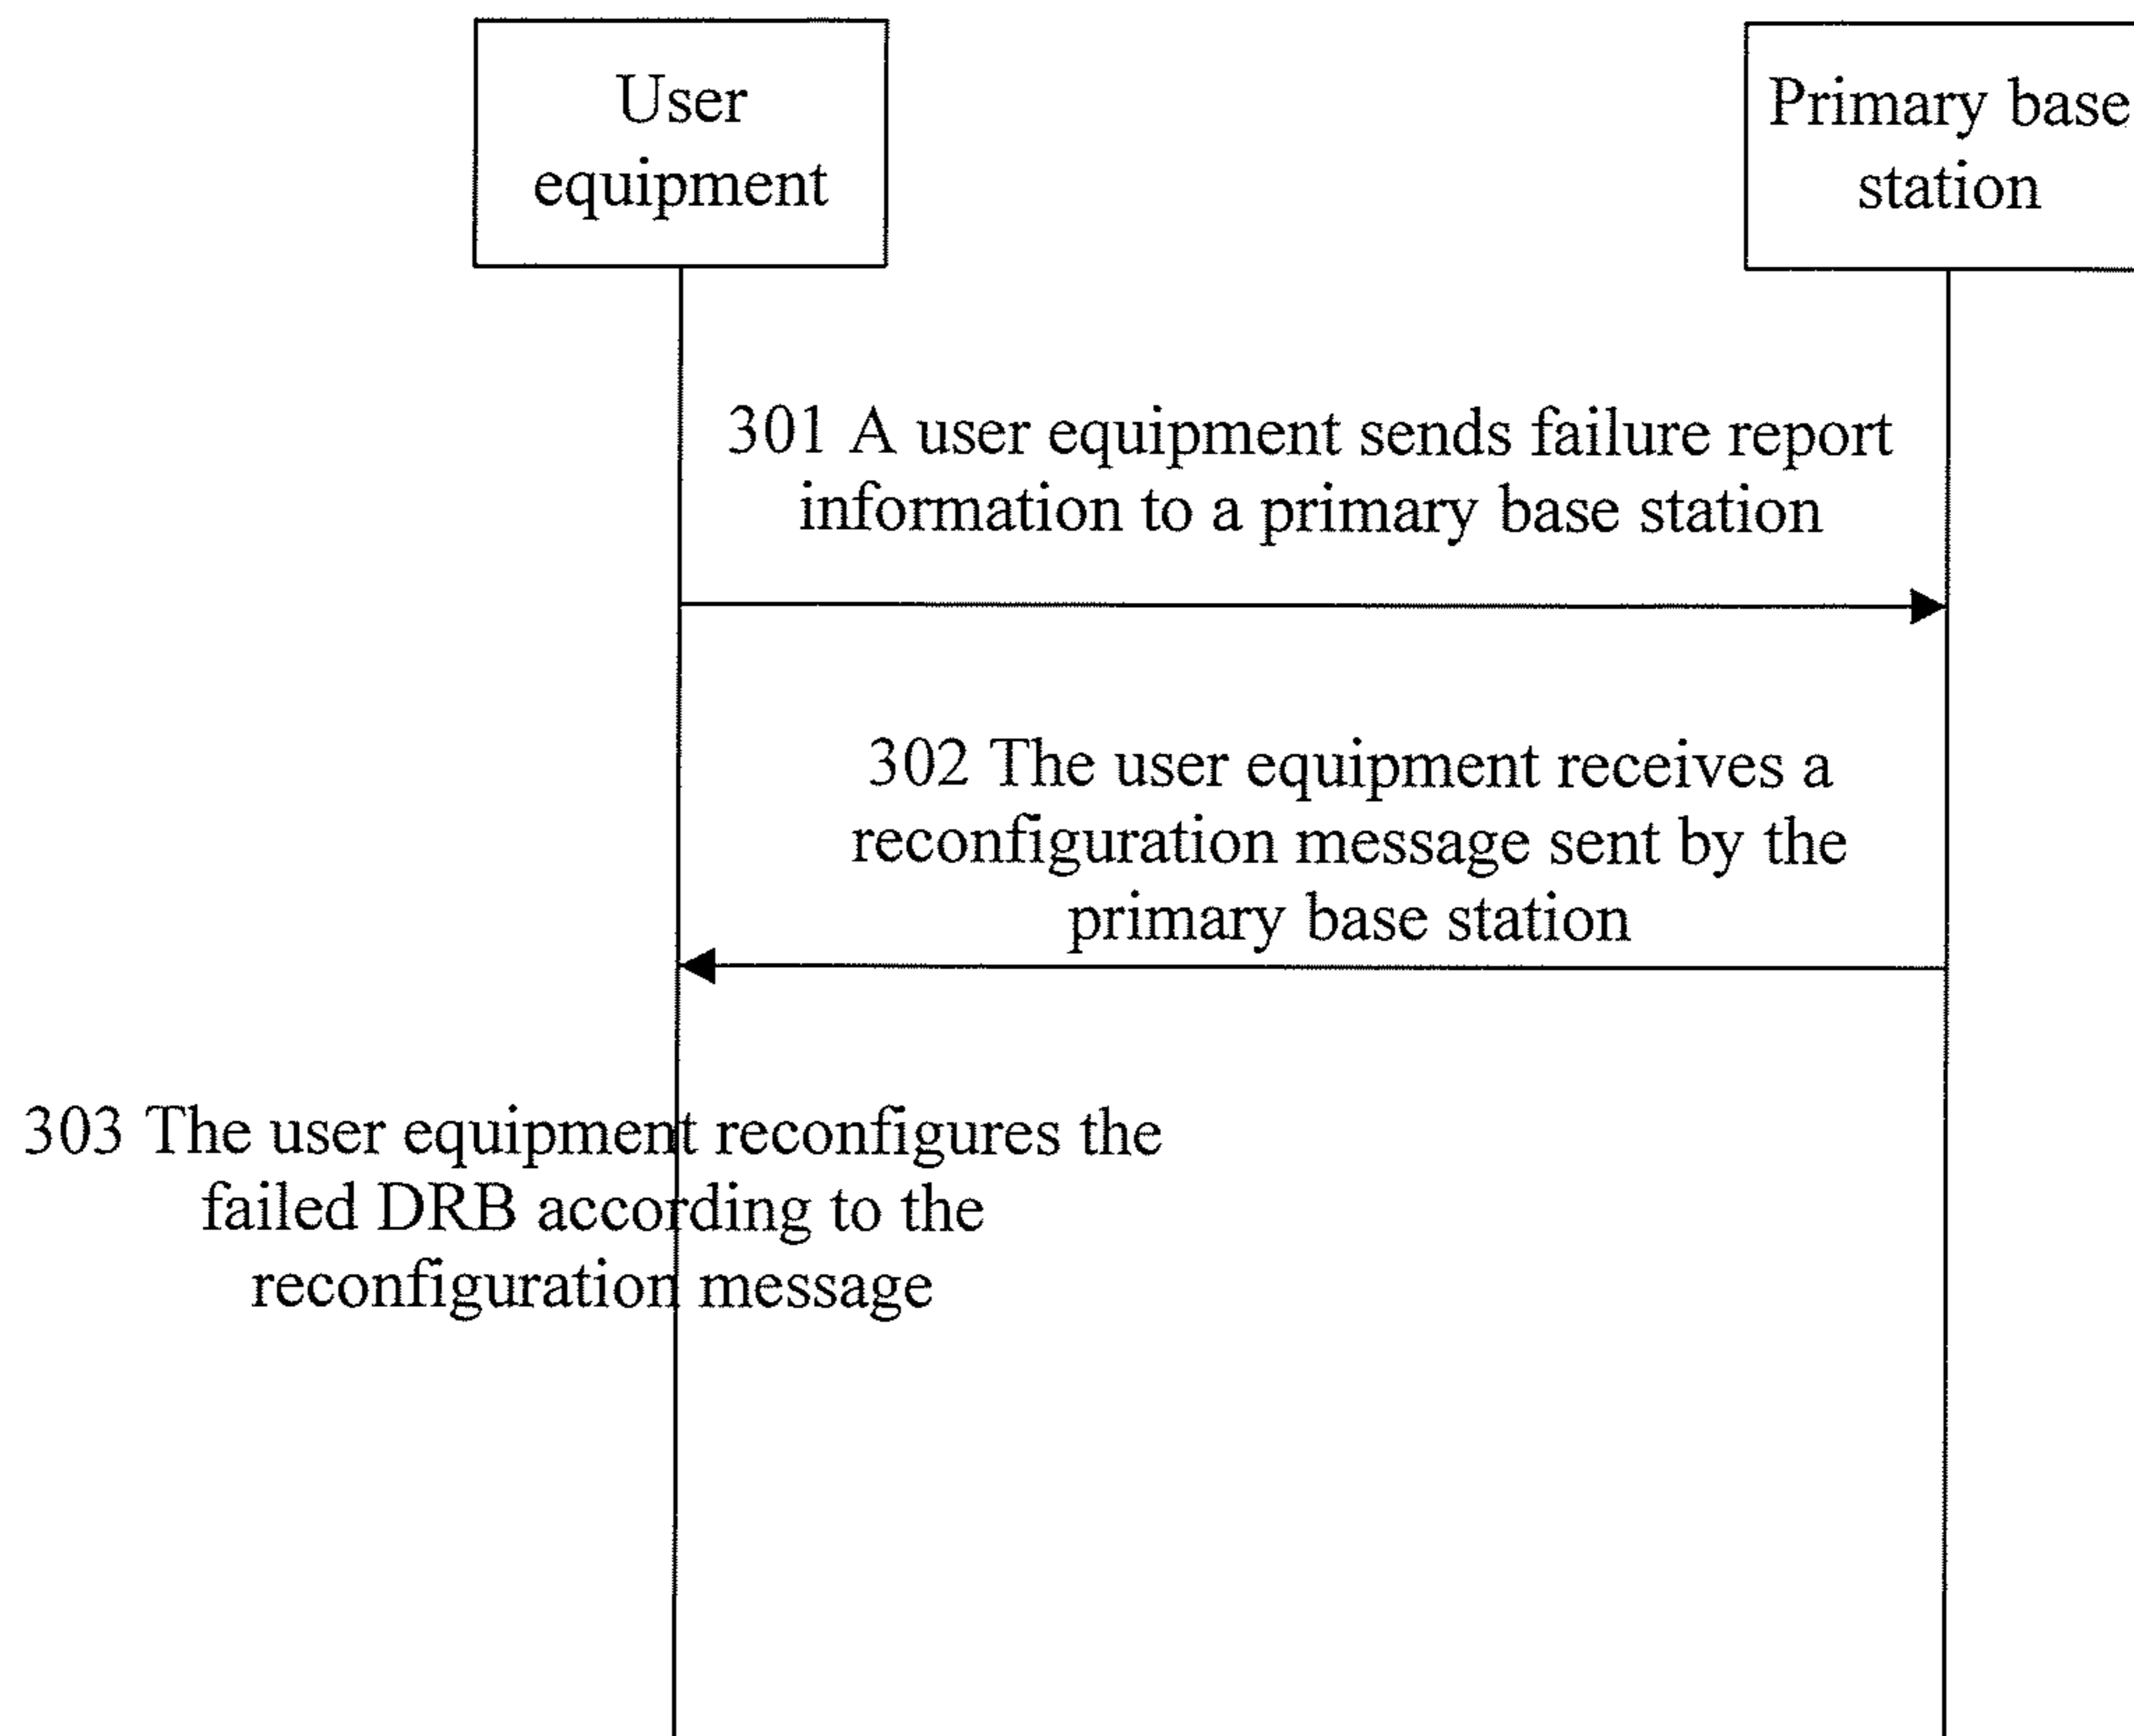 User
equipment
Primary base
station
301 A user equipment sends failure report
information to a primary base station
302 The user equipment receives a
reconfiguration message sent by the
primary base station
303 The user equipment reconfigures the
failed DRB according to the
reconfiguration message